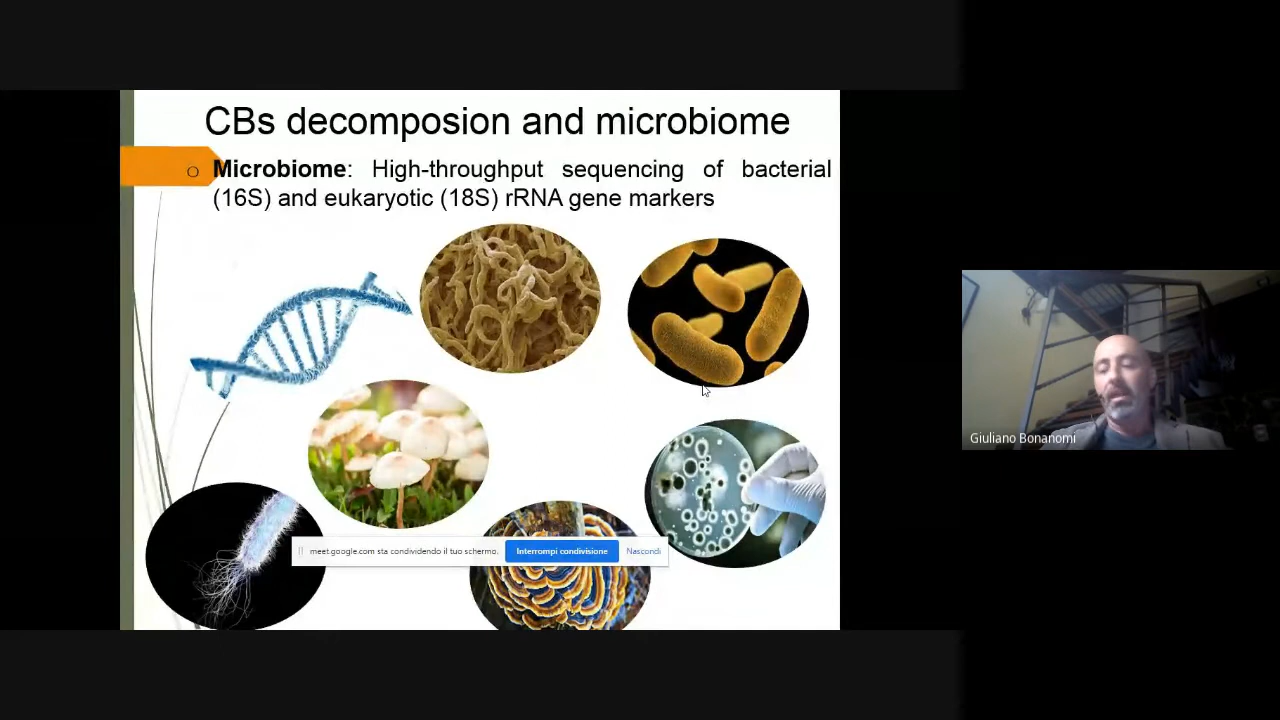 CBs decomposion and microbiome
Microbiome: High-throughput sequencing of bacterial
(16S) and eukaryotic (18S) rRNA gene markers
meet.google.com sta condividendo il tuo schermo. Interrompi condivisione Nascondi
Giuliano Bonanomi